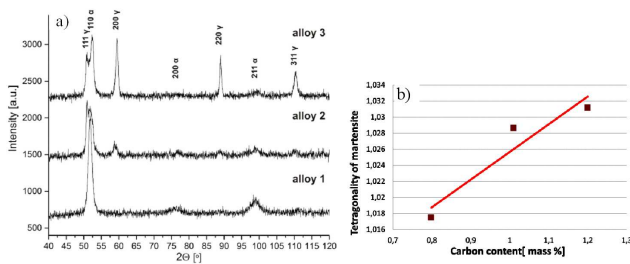 a)
111 γ
110 α
200 γ
200 α
220 γ
211 α
311 γ
alloy 3
alloy 2
alloy 1
Intensity [a.u.]
3000
2500
2000
1500
1000
500
40 45 50 55 60 65 70 75 80 85 90 95 100 105 110 115 120
2Θ [º]
b)
Tetragonality of martensite
1,034
1,032
1,03
1,028
1,026
1,024
1,022
1,02
1,018
1,016
0,7 0,8 0,9 1 1,1 1,2 1,3
Carbon content[ mass %]